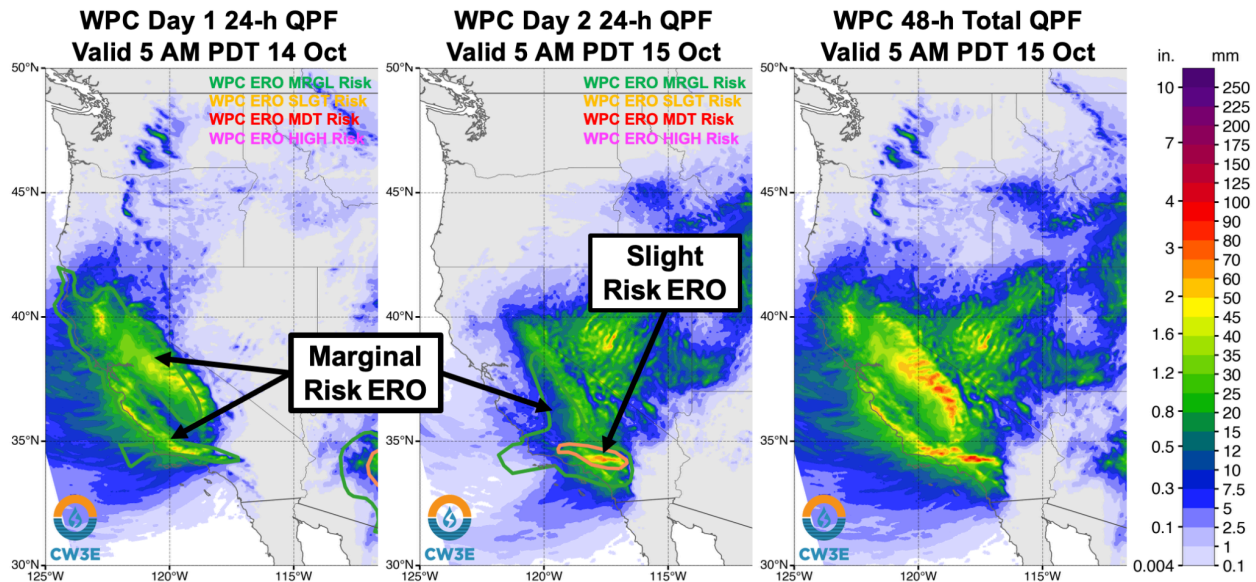 WPC Day 1 24-h QPF
Valid 5 AM PDT 14 Oct
WPC Day 2 24-h QPF
Valid 5 AM PDT 15 Oct
WPC 48-h Total QPF
Valid 5 AM PDT 15 Oct
50°N
45°N
40°N
35°N
30°N
125°W
120°W
115°W
WPC ERO MRGL Risk
WPC ERO SLGT Risk
WPC ERO MDT Risk
WPC ERO HIGH Risk
CW3E
Marginal
Risk ERO
50°N
45°N
40°N
35°N
30°N
125°W
120°W
115°W
WPC ERO MRGL Risk
WPC ERO SLGT Risk
WPC ERO MDT Risk
WPC ERO HIGH Risk
Slight
Risk ERO
CW3E
50°N
45°N
40°N
35°N
30°N
125°W
120°W
115°W
CW3E
in.
10
7
4
3
2
1.6
1.2
0.8
0.5
0.3
0.1
0.004
mm
250
225
200
175
150
125
100
90
80
70
60
50
45
40
35
30
25
20
15
12
10
7.5
5
2.5
1
0.1